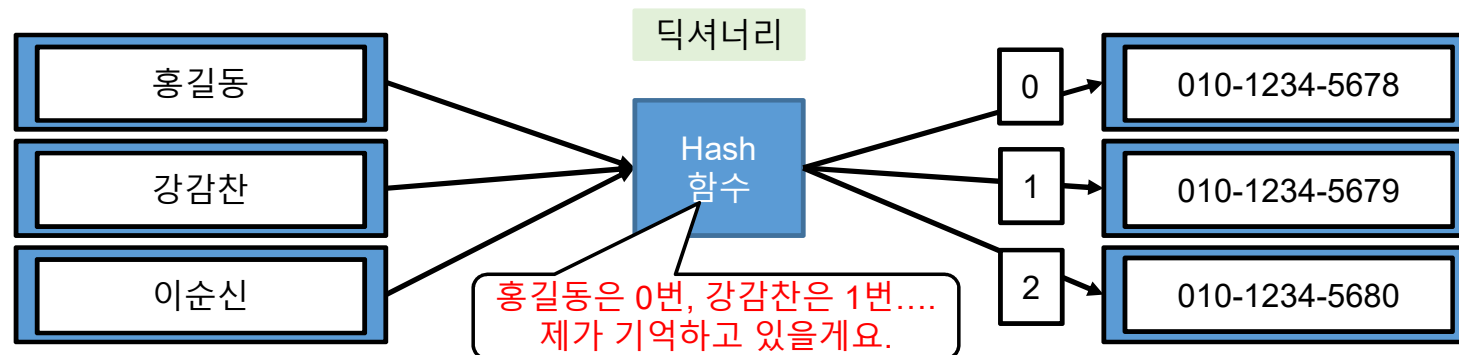 딕셔너리
홍길동
강감찬
이순신
Hash
함수
홍길동은 0번, 강감찬은 1번....
제가 기억하고 있을게요.
0
010-1234-5678
1
010-1234-5679
2
010-1234-5680